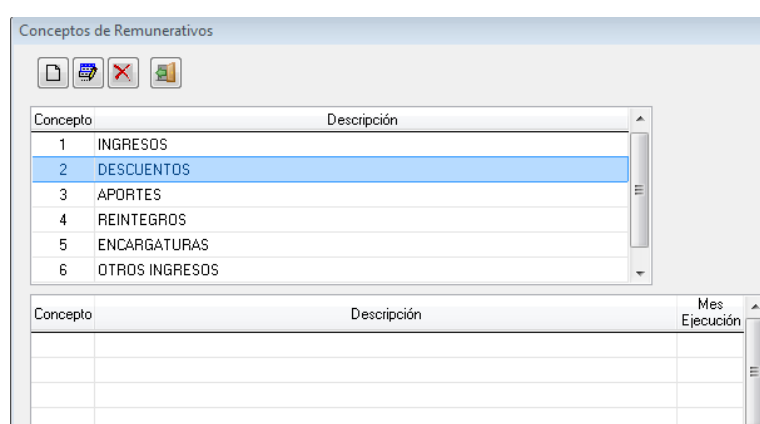 Conceptos de Remunerativos
Concepto Descripción
1 INGRESOS
2 DESCUENTOS
3 APORTES
4 REINTEGROS
5 ENCARGATURAS
6 OTROS INGRESOS
Concepto Descripción Mes
Ejecución